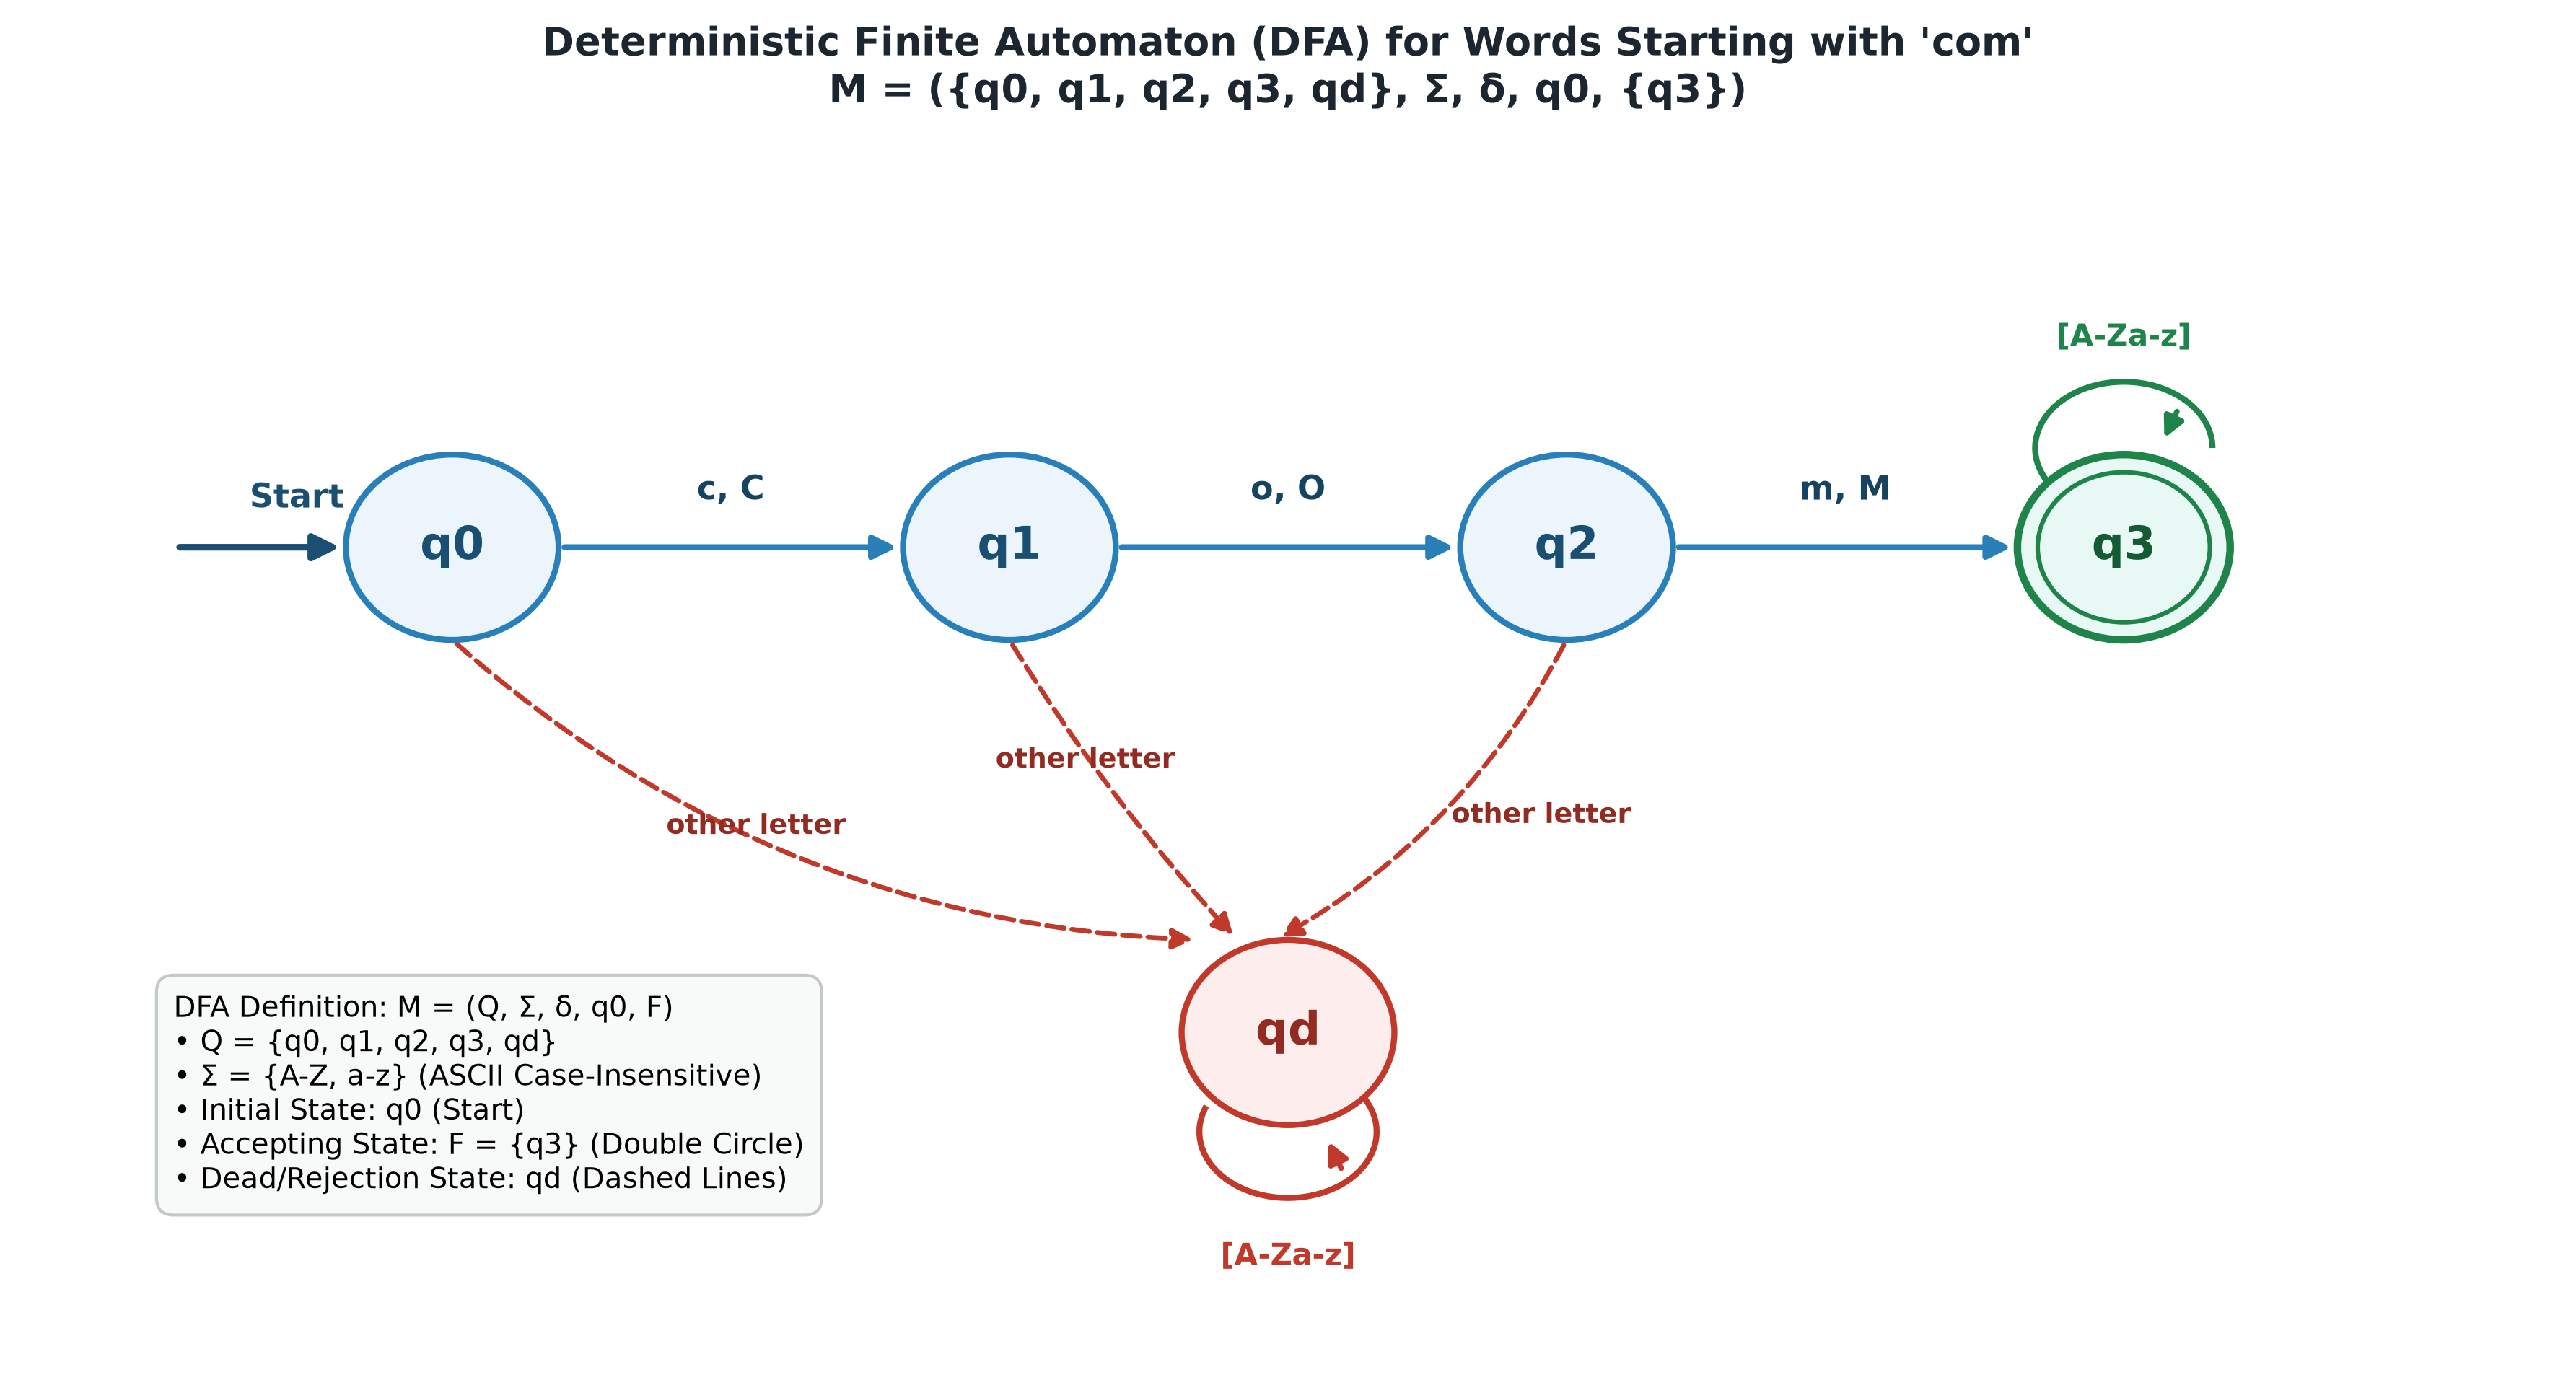 Deterministic Finite Automaton (DFA) for Words Starting with 'com'
M = ({q0, q1, q2, q3, qd}, Σ, δ, q0, {q3})
[A-Za-z]
Start
c, C
o, O
m, M
q0
q1
q2
q3
other letter
other letter
other letter
qd
[A-Za-z]
DFA Definition: M = (Q, Σ, δ, q0, F)
• Q = {q0, q1, q2, q3, qd}
• Σ = {A-Z, a-z} (ASCII Case-Insensitive)
• Initial State: q0 (Start)
• Accepting State: F = {q3} (Double Circle)
• Dead/Rejection State: qd (Dashed Lines)